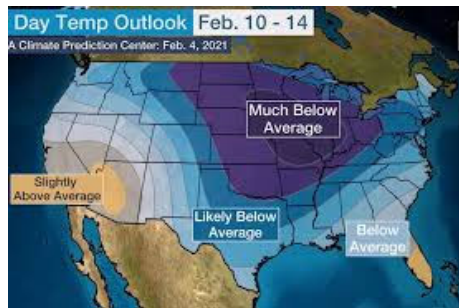 Day Temp Outlook Feb. 10 - 14
A Climate Prediction Center: Feb. 4, 2021
Much Below
Average
Slightly
Above Average
Likely Below
Average
Below
Average